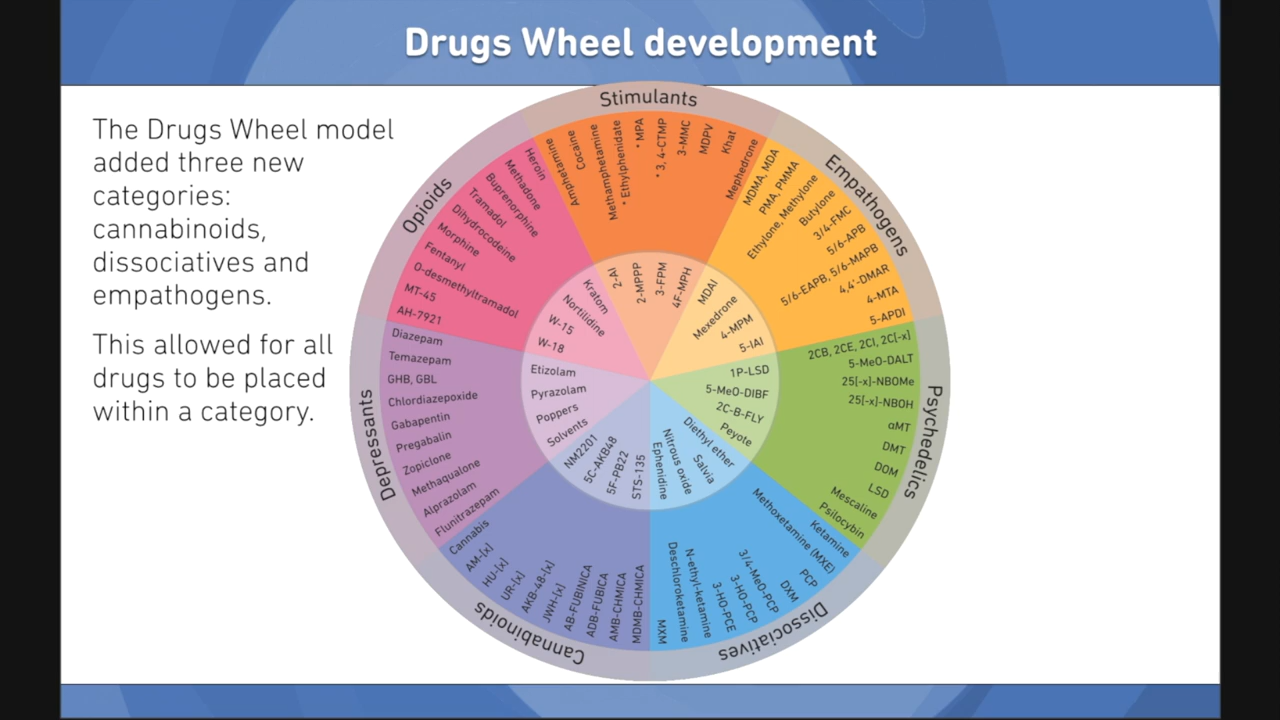 Drugs Wheel development
The Drugs Wheel model
added three new
categories:
cannabinoids,
dissociatives and
empathogens.
This allowed for all
drugs to be placed
within a category.
Stimulants
Amphetamine
Cocaine
Methamphetamine
* Ethylphenidate
* MPA
* 3, 4-CTMP
3-MMC
MDPV
Khat
Mephedrone
2-AI
2-MPPP
3-FPM
4F-MPH
Empathogens
MDMA, MDA
PMA, PMMA
Ethylone, Methylone
Butylone
3/4-FMC
5/6-APB
5/6-EAPB, 5/6-MAPB
4,4'-DMAR
4-MTA
5-APDI
MDAI
Mexedrone
4-MPM
5-IAI
Psychedelics
2CB, 2CE, 2CI, 2C[-x]
5-MeO-DALT
25[-x]-NBOMe
25[-x]-NBOH
αMT
DMT
DOM
LSD
Mescaline
Psilocybin
1P-LSD
5-MeO-DIBF
2C-B-FLY
Peyote
Dissociatives
Ketamine
Methoxetamine (MXE)
PCP
DXM
3/4-MeO-PCP
3-HO-PCP
3-HO-PCE
N-ethyl-ketamine
Deschloroketamine
MXM
Diethyl ether
Salvia
Nitrous oxide
Ephenidine
Cannabinoids
MDMB-CHMICA
AMB-CHMICA
ADB-FUBICA
AB-FUBINICA
JWH-[x]
AKB-48-[x]
UR-[x]
HU-[x]
AM-[x]
Cannabis
STS-135
5F-PB22
5C-AKB48
NM2201
Depressants
Diazepam
Temazepam
GHB, GBL
Chlordiazepoxide
Gabapentin
Pregabalin
Zopiclone
Methaqualone
Alprazolam
Flunitrazepam
Etizolam
Pyrazolam
Poppers
Solvents
Opioids
Heroin
Methadone
Buprenorphine
Tramadol
Dihydrocodeine
Morphine
Fentanyl
O-desmethyltramadol
MT-45
AH-7921
Kratom
Nortilidine
W-15
W-18